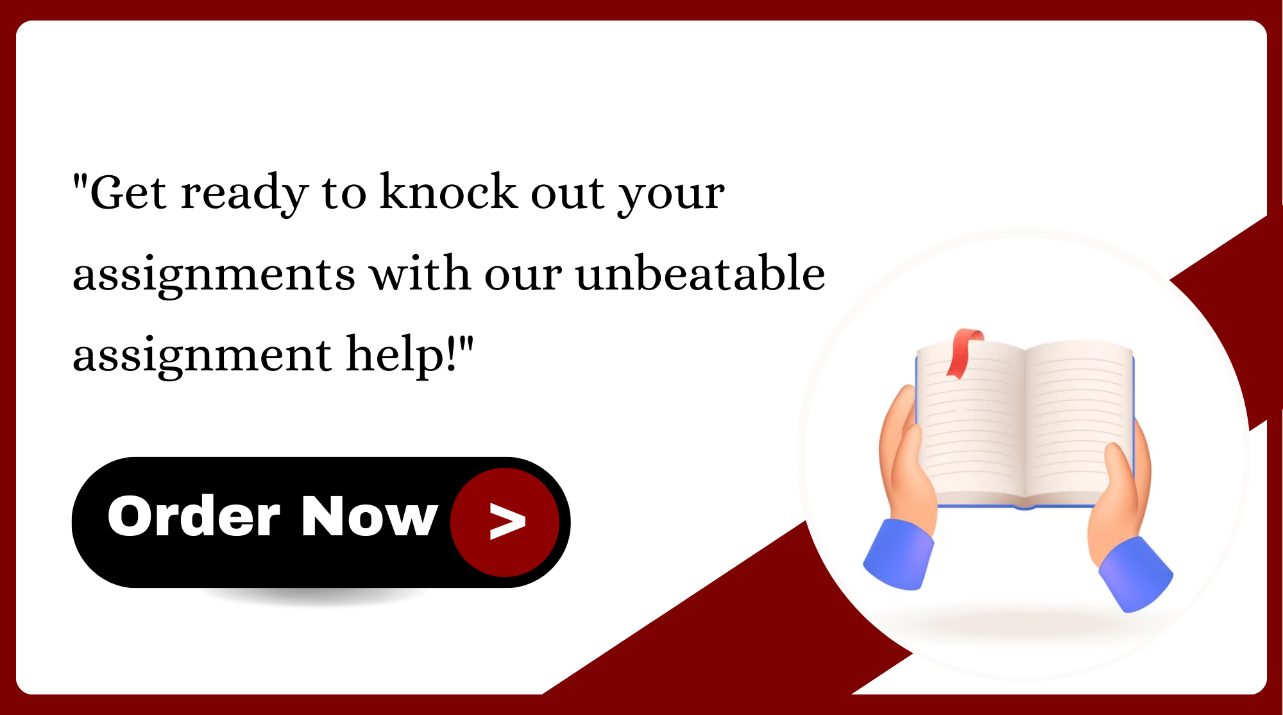 "Get ready to knock out your
assignments with our unbeatable
assignment help!"
Order Now >